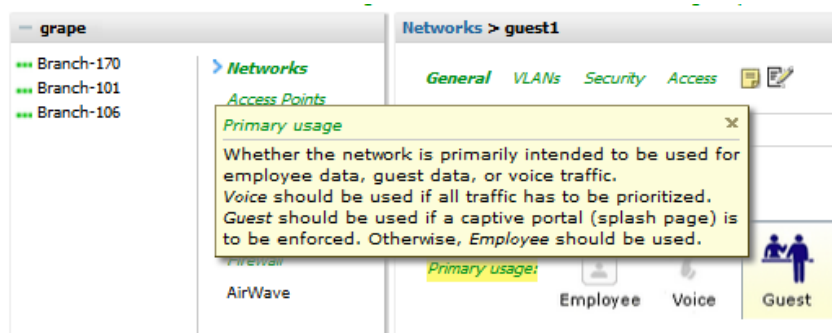 grape
Networks > guest1
Branch-170
Branch-101
Branch-106
Networks
Access Points
General VLANs Security Access
Primary usage
Whether the network is primarily intended to be used for
employee data, guest data, or voice traffic.
Voice should be used if all traffic has to be prioritized.
Guest should be used if a captive portal (splash page) is
to be enforced. Otherwise, Employee should be used.
Firewall
AirWave
Primary usage:
Employee Voice Guest